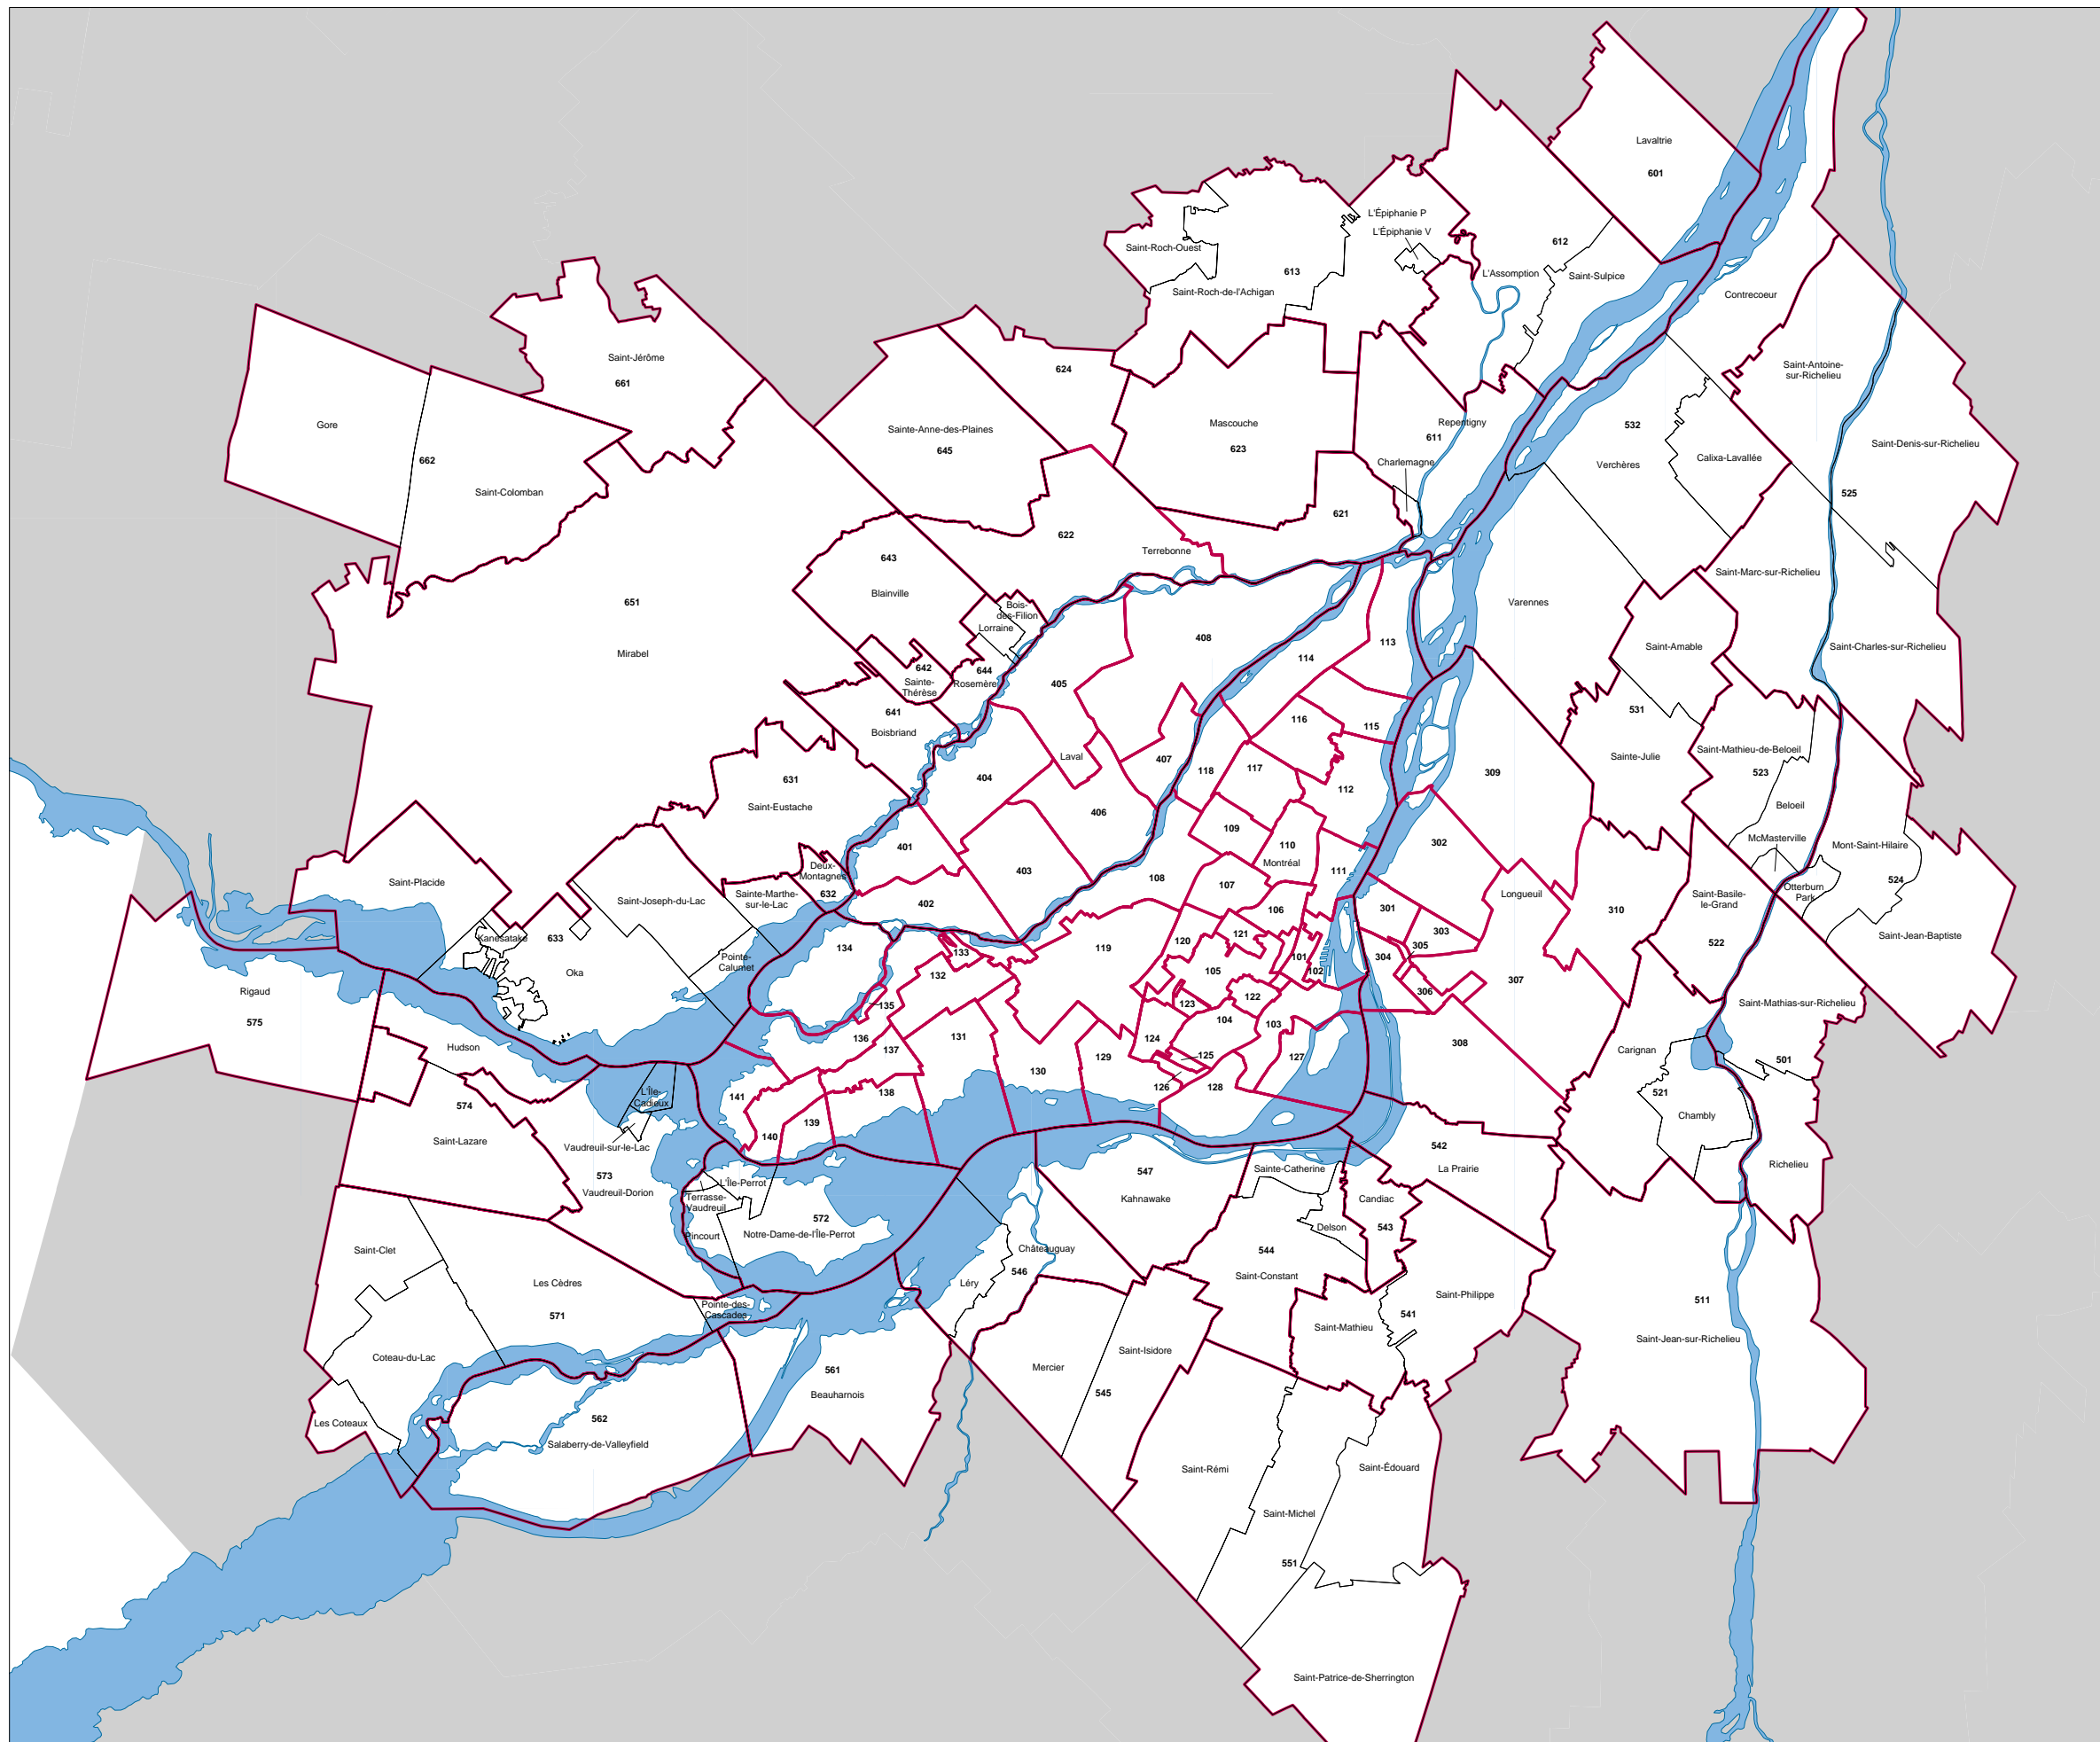 Lavaltrie
601
L'Épiphanie P
L'Épiphanie V
Saint-Roch-Ouest
613
612
L'Assomption
Saint-Sulpice
Saint-Roch-de-l'Achigan
Contrecoeur
Saint-Jérôme
661
624
Saint-Antoine-
sur-Richelieu
Gore
662
Saint-Colomban
Sainte-Anne-des-Plaines
645
Mascouche
623
Repentigny
611
Charlemagne
532
Verchères
Calixa-Lavallée
Saint-Denis-sur-Richelieu
525
621
622
Terrebonne
643
Blainville
651
Mirabel
Bois-
des-Filion
Lorraine
Varennes
Saint-Marc-sur-Richelieu
Saint-Amable
Saint-Charles-sur-Richelieu
408
113
114
642
Sainte-
Thérèse
644
Rosemère
405
641
Boisbriand
116
115
531
Sainte-Julie
Saint-Mathieu-de-Beloeil
523
Beloeil
Laval
407
404
118
117
112
309
631
Saint-Eustache
406
109
110
Montréal
302
McMasterville
Mont-Saint-Hilaire
524
Otterburn
Park
401
403
108
107
111
Deux-
Montagnes
632
Sainte-Marthe-
sur-le-Lac
Saint-Joseph-du-Lac
Saint-Placide
402
106
301
Longueuil
310
Saint-Basile-
le-Grand
522
Saint-Jean-Baptiste
Kanesatake
633
Oka
Pointe-
Calumet
134
133
132
119
120
121
101
102
105
303
305
304
306
307
Rigaud
575
135
123
122
124
104
103
Saint-Mathias-sur-Richelieu
Hudson
136
137
131
130
129
125
126
128
127
308
Carignan
501
521
Chambly
574
Saint-Lazare
L'Île-
Cadieux
Vaudreuil-sur-le-Lac
573
Vaudreuil-Dorion
141
138
139
140
542
La Prairie
Richelieu
547
Kahnawake
Sainte-Catherine
L'Île-Perrot
Terrasse-
Vaudreuil
572
Notre-Dame-de-l'Île-Perrot
Pincourt
Candiac
543
Delson
544
Saint-Constant
Saint-Clet
Les Cèdres
571
Châteauguay
546
Léry
Pointe-des-
Cascades
Saint-Philippe
541
Saint-Mathieu
511
Saint-Jean-sur-Richelieu
Coteau-du-Lac
Les Coteaux
561
Beauharnois
Mercier
Saint-Isidore
545
562
Salaberry-de-Valleyfield
Saint-Rémi
Saint-Édouard
Saint-Michel
551
Saint-Patrice-de-Sherrington